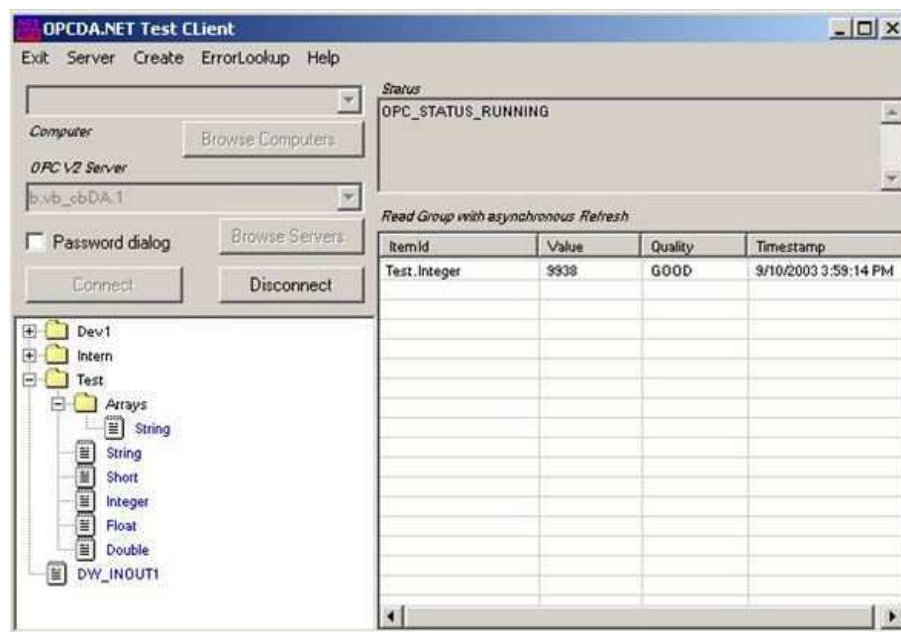 OPCDA.NET Test CLient
Exit Server Create ErrorLookup Help
Computer
Browse Computers
OPC V2 Server
b:vb_cbDA.1
Password dialog
Browse Servers
Connect
Disconnect
Status
OPC_STATUS_RUNNING
Read Group with asynchronous Refresh
ItemId Value Quality Timestamp
Test.Integer 9938 GOOD 9/10/2003 3:59:14 PM
Dev1
Intern
Test
Arrays
String
String
Short
Integer
Float
Double
DW_INOUT1